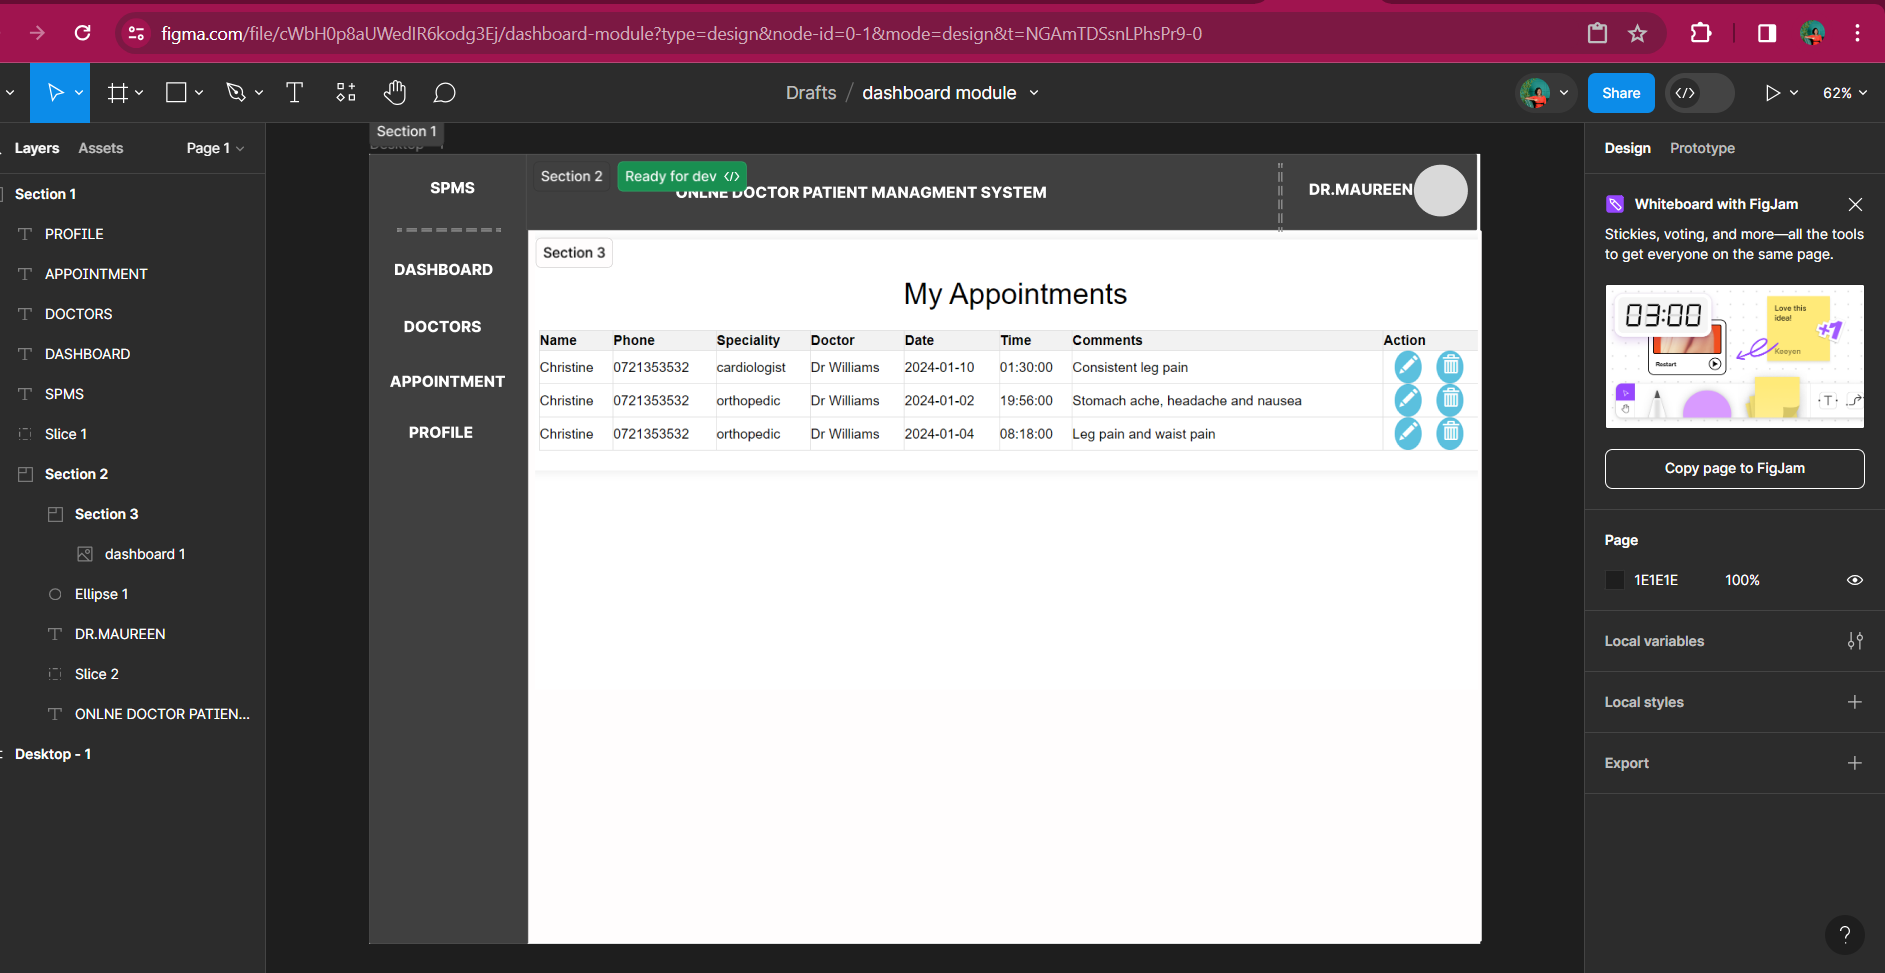 figma.com/file/cWbH0p8aUWedIR6kodg3Ej/dashboard-module?type=design&node-id=0-1&mode=design&t=NGAmTDSsnLPhsPr9-0
Drafts / dashboard module
Share
62%
Layers Assets Page 1
Section 1
PROFILE
APPOINTMENT
DOCTORS
DASHBOARD
SPMS
Slice 1
Section 2
Section 3
dashboard 1
Ellipse 1
DR.MAUREEN
Slice 2
ONLNE DOCTOR PATIEN...
Desktop - 1
Section 1
Desktop - 1
SPMS
DASHBOARD
DOCTORS
APPOINTMENT
PROFILE
Section 2
Ready for dev
ONLNE DOCTOR PATIENT MANAGMENT SYSTEM
DR.MAUREEN
Section 3
My Appointments
Name Phone Speciality Doctor Date Time Comments Action
Christine 0721353532 cardiologist Dr Williams 2024-01-10 01:30:00 Consistent leg pain
Christine 0721353532 orthopedic Dr Williams 2024-01-02 19:56:00 Stomach ache, headache and nausea
Christine 0721353532 orthopedic Dr Williams 2024-01-04 08:18:00 Leg pain and waist pain
Design Prototype
Whiteboard with FigJam
Stickies, voting, and more—all the tools
to get everyone on the same page.
03:00
Love this
idea!
+1
Keeyen
Restart
T
Copy page to FigJam
Page
1E1E1E 100%
Local variables
Local styles
Export
?